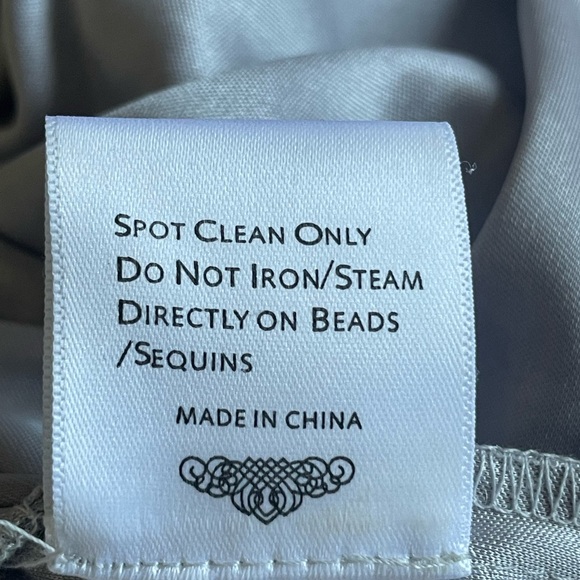 SPOT CLEAN ONLY
DO NOT IRON/STEAM
DIRECTLY ON BEADS
/SEQUINS
MADE IN CHINA